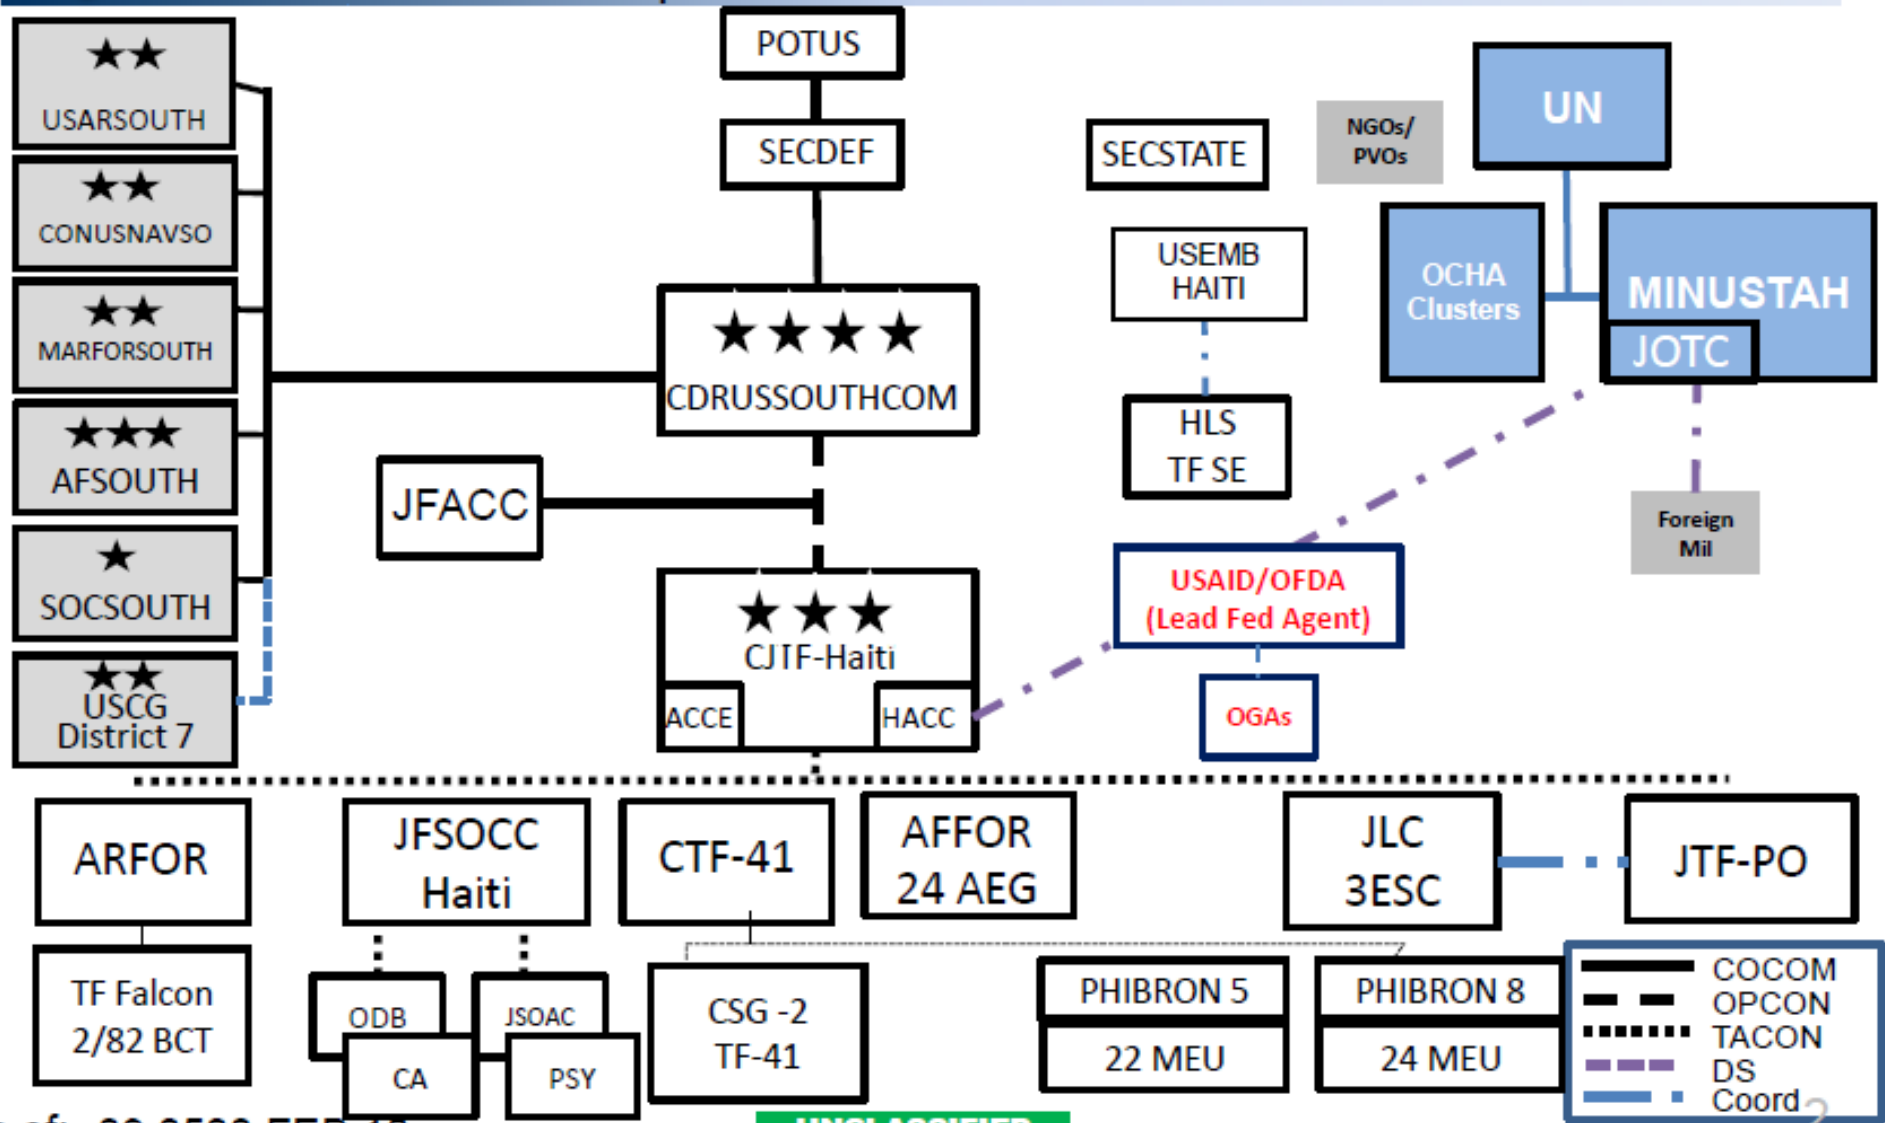 POTUS
SECDEF
★★
USARSOUTH
★★
CONUSNAVSO
★★
MARFORSOUTH
★★★
AFSOUTH
★
SOCSOUTH
★★
USCG
District 7
★★★★
CDRUSSOUTHCOM
JFACC
★★★
CJTF-Haiti
ACCE
HACC
SECSTATE
USEMB
HAITI
HLS
TF SE
USAID/OFDA
(Lead Fed Agent)
OGAs
NGOs/
PVOs
UN
OCHA
Clusters
MINUSTAH
JOTC
Foreign
Mil
ARFOR
TF Falcon
2/82 BCT
JFSOCC
Haiti
ODB
JSOAC
CA
PSY
CTF-41
CSG -2
TF-41
AFFOR
24 AEG
PHIBRON 5
22 MEU
PHIBRON 8
24 MEU
JLC
3ESC
JTF-PO
COCOM
OPCON
TACON
DS
Coord
UNCLASSIFIED
2